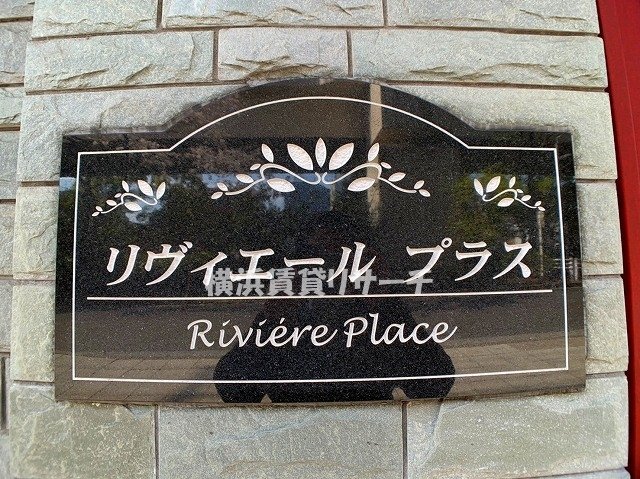 リヴィエール プラス
横浜賃貸リサーチ
Riviére Place